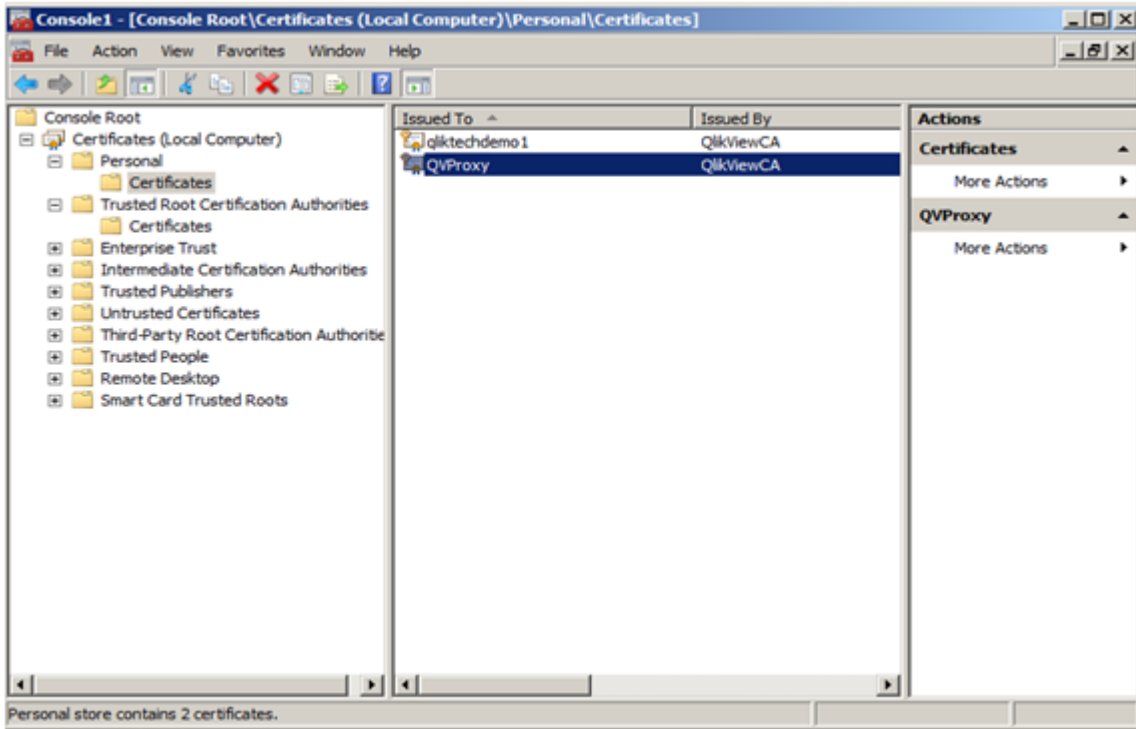 Console1 - [Console Root\Certificates (Local Computer)\Personal\Certificates]
File Action View Favorites Window Help
Console Root
Certificates (Local Computer)
Personal
Certificates
Trusted Root Certification Authorities
Certificates
Enterprise Trust
Intermediate Certification Authorities
Trusted Publishers
Untrusted Certificates
Third-Party Root Certification Authoritie
Trusted People
Remote Desktop
Smart Card Trusted Roots
Issued To Issued By
qliktechdemo1 QlikViewCA
QVProxy QlikViewCA
Actions
Certificates
More Actions
QVProxy
More Actions
Personal store contains 2 certificates.